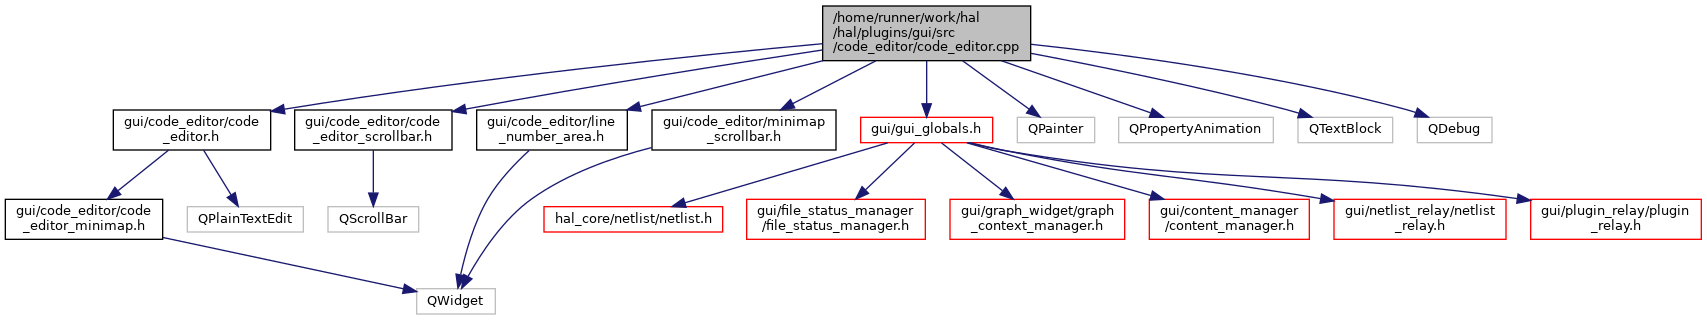 /home/runner/work/hal
/hal/plugins/gui/src
/code_editor/code_editor.cpp
gui/code_editor/code
_editor.h
gui/code_editor/code
_editor_scrollbar.h
gui/code_editor/line
_number_area.h
gui/code_editor/minimap
_scrollbar.h
gui/gui_globals.h
QPainter
QPropertyAnimation
QTextBlock
QDebug
gui/code_editor/code
_editor_minimap.h
QPlainTextEdit
QScrollBar
hal_core/netlist/netlist.h
gui/file_status_manager
/file_status_manager.h
gui/graph_widget/graph
_context_manager.h
gui/content_manager
/content_manager.h
gui/netlist_relay/netlist
_relay.h
gui/plugin_relay/plugin
_relay.h
QWidget